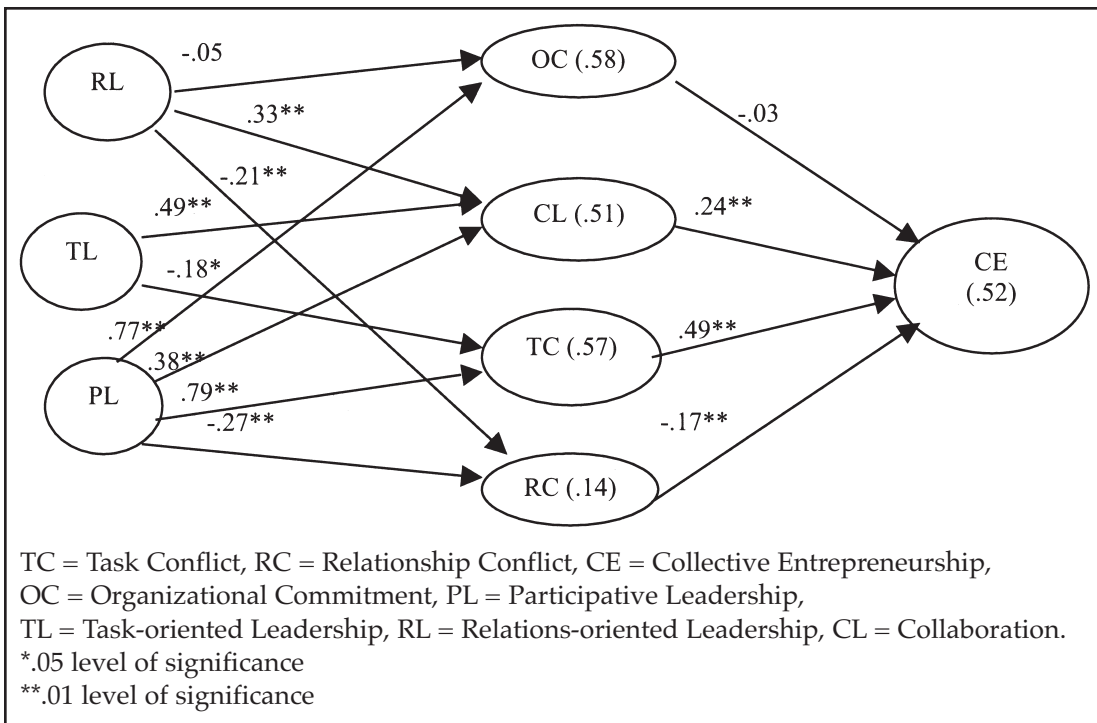 -.05
OC (.58)
RL
.33**
-.03
-.21**
.49**
CL (.51)
.24**
TL
-.18*
CE
(.52)
.77**
TC (.57)
.49**
.38**
PL
.79**
-.27**
-.17**
RC (.14)
TC = Task Conflict, RC = Relationship Conflict, CE = Collective Entrepreneurship,
OC = Organizational Commitment, PL = Participative Leadership,
TL = Task-oriented Leadership, RL = Relations-oriented Leadership, CL = Collaboration.
*.05 level of significance
**.01 level of significance